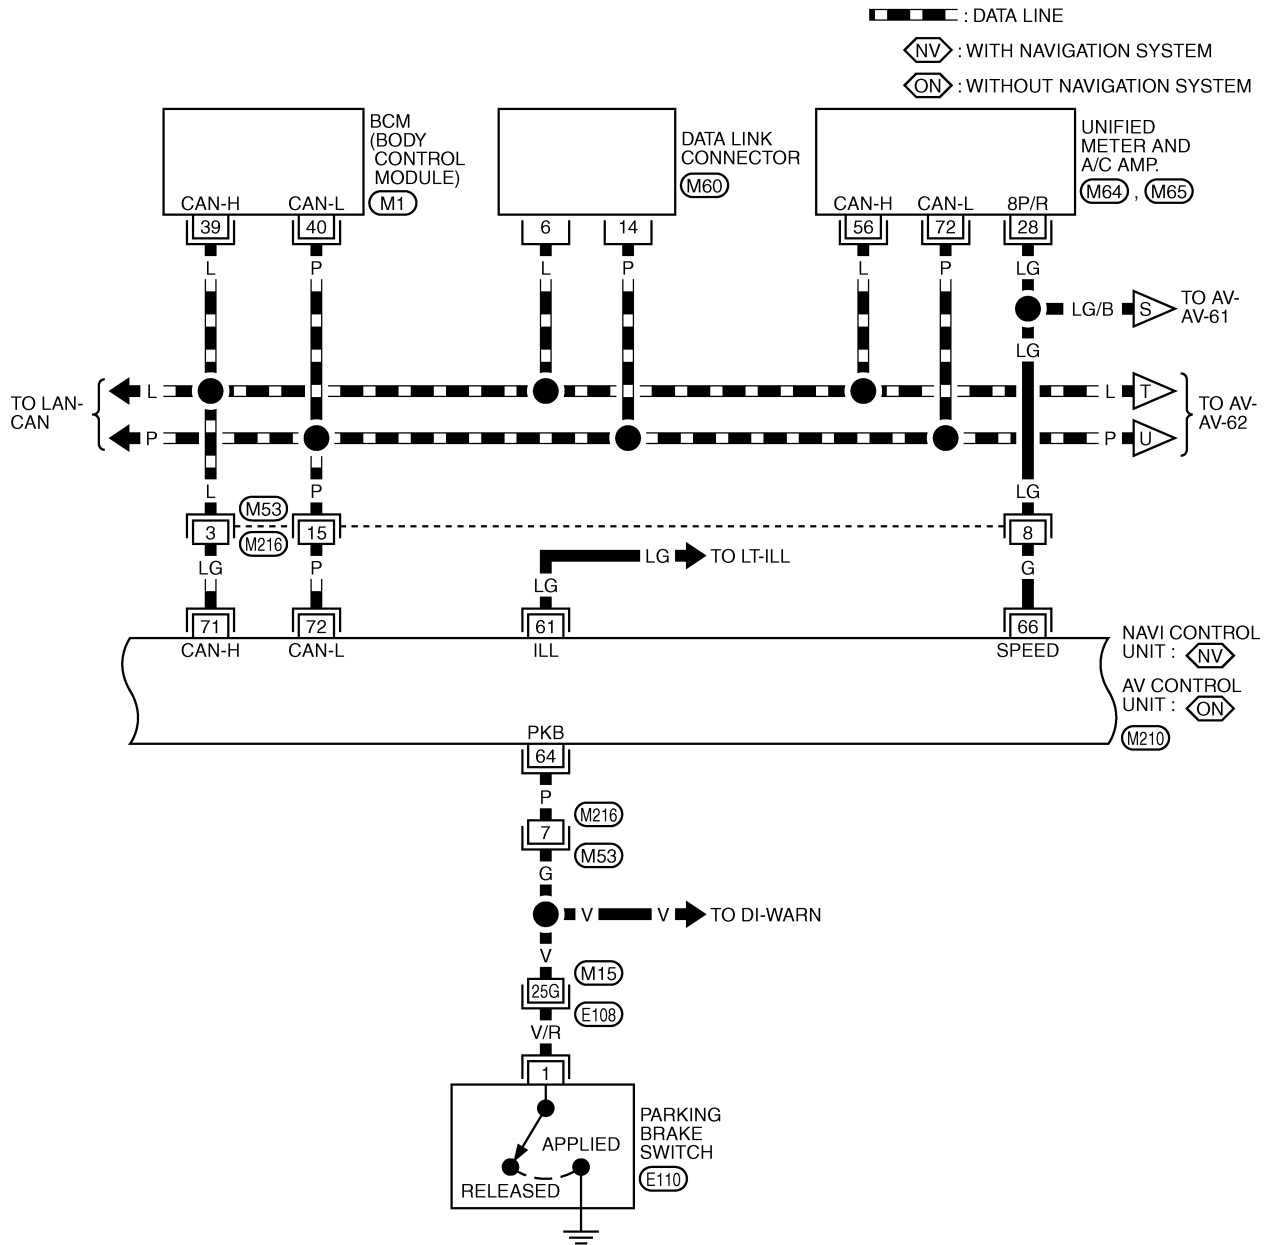 : DATA LINE
NV : WITH NAVIGATION SYSTEM
ON : WITHOUT NAVIGATION SYSTEM
BCM
(BODY
CONTROL
MODULE)
M1
DATA LINK
CONNECTOR
M60
UNIFIED
METER AND
A/C AMP.
M64 , M65
CAN-H CAN-L CAN-H CAN-L 8P/R
39 40 6 14 56 72 28
L P L P L P LG
LG/B S TO AV-
AV-61
LG
TO LAN-
CAN
L L T
P P U
TO AV-
AV-62
L P LG
M53
3 15 8
M216
LG P G
LG TO LT-ILL
LG
71 72 61 66
CAN-H CAN-L ILL SPEED
NAVI CONTROL
UNIT : NV
AV CONTROL
UNIT : ON
M210
PKB
64
P
M216
7
M53
G
V V TO DI-WARN
V
M15
25G
E108
V/R
1
PARKING
BRAKE
SWITCH
E110
APPLIED
RELEASED